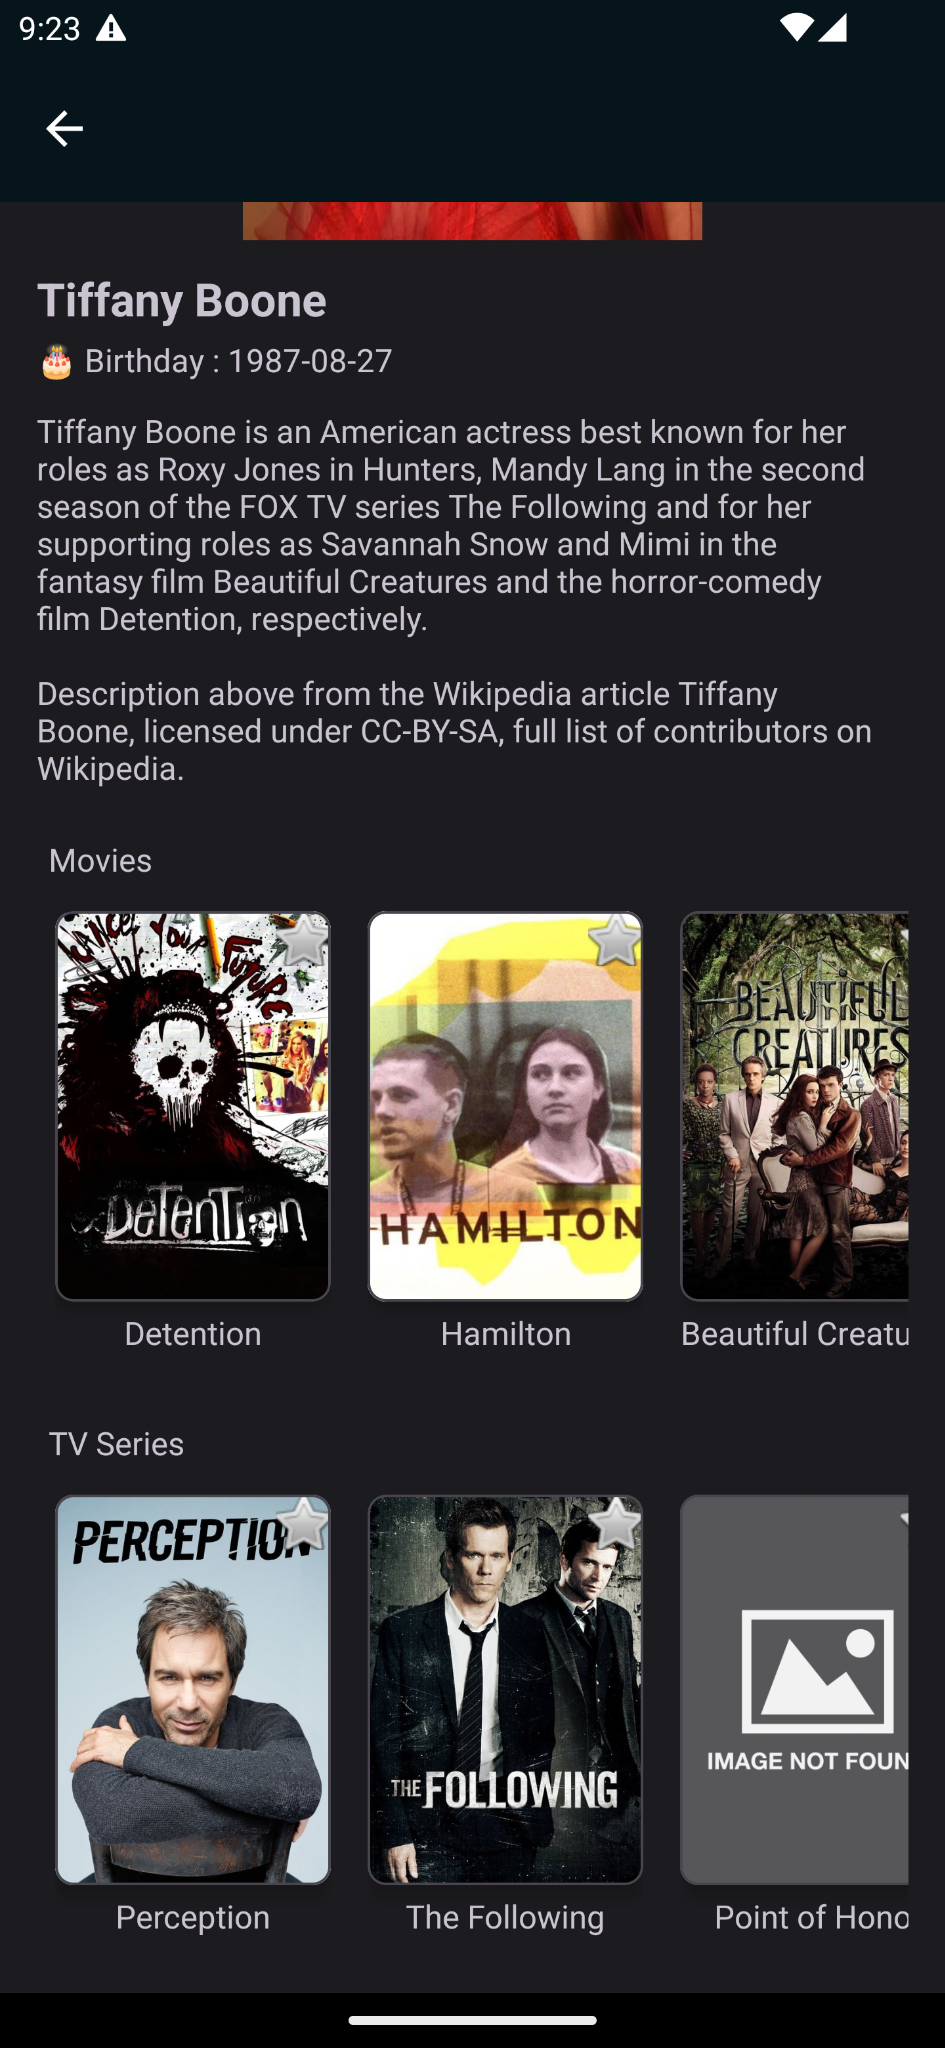 9:23
Tiffany Boone
🎂 Birthday : 1987-08-27
Tiffany Boone is an American actress best known for her
roles as Roxy Jones in Hunters, Mandy Lang in the second
season of the FOX TV series The Following and for her
supporting roles as Savannah Snow and Mimi in the
fantasy film Beautiful Creatures and the horror-comedy
film Detention, respectively.
Description above from the Wikipedia article Tiffany
Boone, licensed under CC-BY-SA, full list of contributors on
Wikipedia.
Movies
CANCEL YOUR FUTURE
DETENTION
HAMILTON
BEAUTIFUL
CREATURES
Detention
Hamilton
Beautiful Creatu
TV Series
PERCEPTION
THE FOLLOWING
IMAGE NOT FOUN
Perception
The Following
Point of Hono